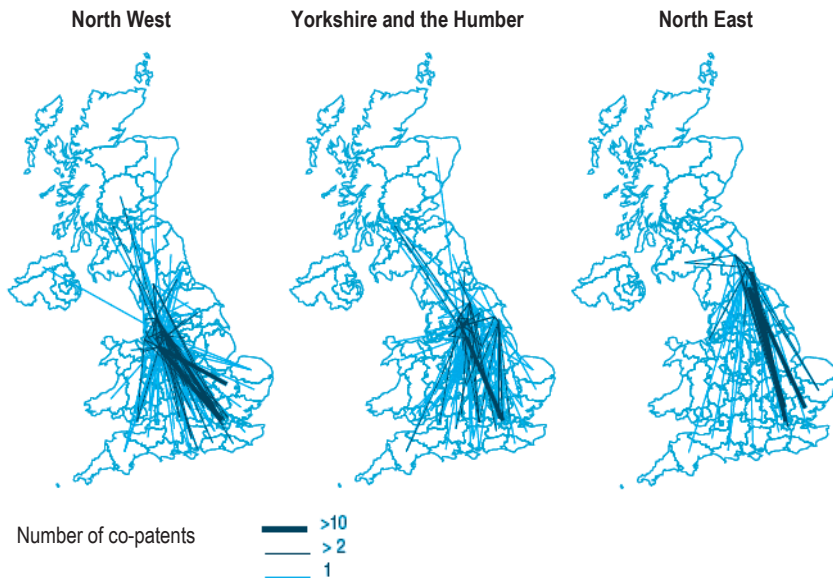 North West
Yorkshire and the Humber
North East
Number of co-patents
>10
> 2
1